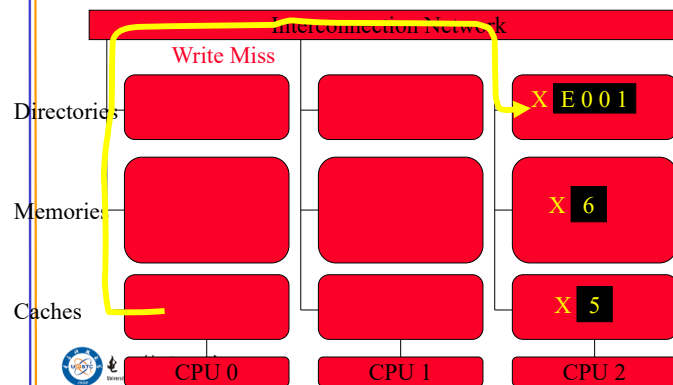 Interconnection Network
Write Miss
Directories
X E 0 0 1
Memories
X 6
Caches
X 5
CPU 0
CPU 1
CPU 2